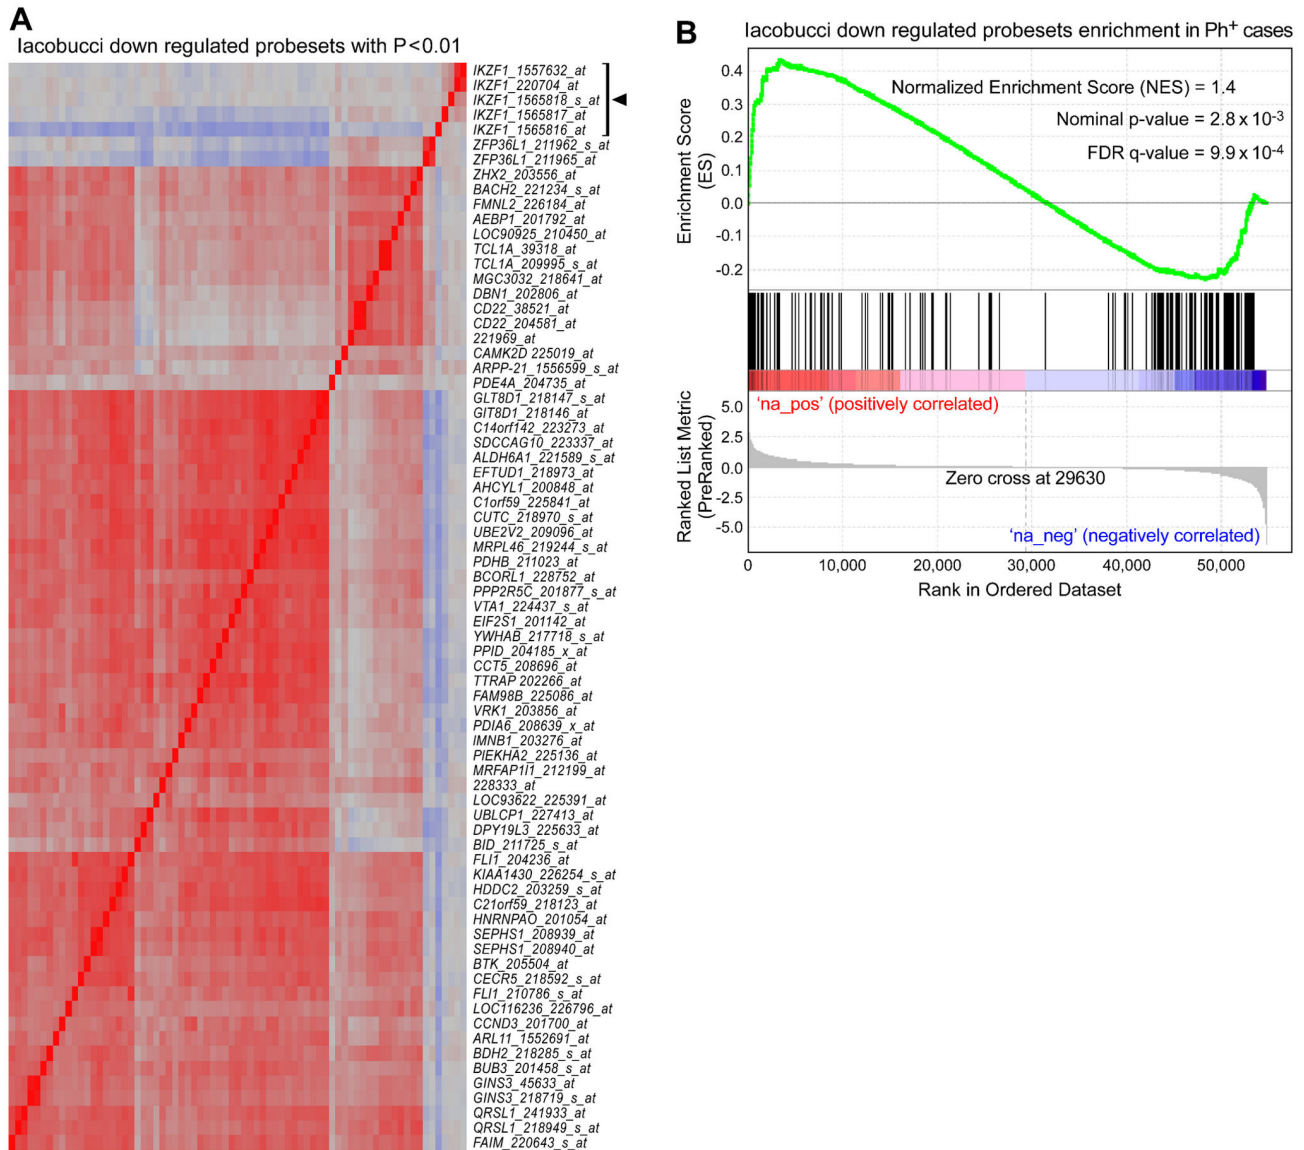 A
Iacobucci down regulated probesets with P<0.01
IKZF1_1557632_at
IKZF1_220704_at
IKZF1_1565818_s_at
IKZF1_1565817_at
IKZF1_1565816_at
ZFP36L1_211962_s_at
ZFP36L1_211965_at
ZHX2_203556_at
BACH2_221234_s_at
FMNL2_226184_at
AEBP1_201792_at
LOC90925_210450_at
TCL1A_39318_at
TCL1A_209995_s_at
MGC3032_218641_at
DBN1_202806_at
CD22_38521_at
CD22_204581_at
221969_at
CAMK2D 225019_at
ARPP-21_1556599_s_at
PDE4A_204735_at
GLT8D1_218147_s_at
GIT8D1_218146_at
C14orf142_223273_at
SDCCAG10_223337_at
ALDH6A1_221589_s_at
EFTUD1_218973_at
AHCYL1_200848_at
C1orf59_225841_at
CUTC_218970_s_at
UBE2V2_209096_at
MRPL46_219244_s_at
PDHB_211023_at
BCORL1_228752_at
PPP2R5C_201877_s_at
VTA1_224437_s_at
EIF2S1_201142_at
YWHAB_217718_s_at
PPID_204185_x_at
CCT5_208696_at
TTRAP 202266_at
FAM98B_225086_at
VRK1_203856_at
PDIA6_208639_x_at
IMNB1_203276_at
PIEKHA2_225136_at
MRFAP1I1_212199_at
228333_at
LOC93622_225391_at
UBLCP1_227413_at
DPY19L3_225633_at
BID_211725_s_at
FLI1_204236_at
KIAA1430_226254_s_at
HDDC2_203259_s_at
C21orf59_218123_at
HNRNPAO_201054_at
SEPHS1_208939_at
SEPHS1_208940_at
BTK_205504_at
CECR5_218592_s_at
FLI1_210786_s_at
LOC116236_226796_at
CCND3_201700_at
ARL11_1552691_at
BDH2_218285_s_at
BUB3_201458_s_at
GINS3_45633_at
GINS3_218719_s_at
QRSL1_241933_at
QRSL1_218949_s_at
FAIM_220643_s_at
B
Iacobucci down regulated probesets enrichment in Ph+ cases
Enrichment Score
(ES)
0.4
0.3
0.2
0.1
0.0
-0.1
-0.2
Normalized Enrichment Score (NES) = 1.4
Nominal p-value = 2.8 x 10-3
FDR q-value = 9.9 x 10-4
'na_pos' (positively correlated)
Ranked List Metric
(PreRanked)
5.0
2.5
0.0
-2.5
-5.0
Zero cross at 29630
'na_neg' (negatively correlated)
0
10,000
20,000
30,000
40,000
50,000
Rank in Ordered Dataset